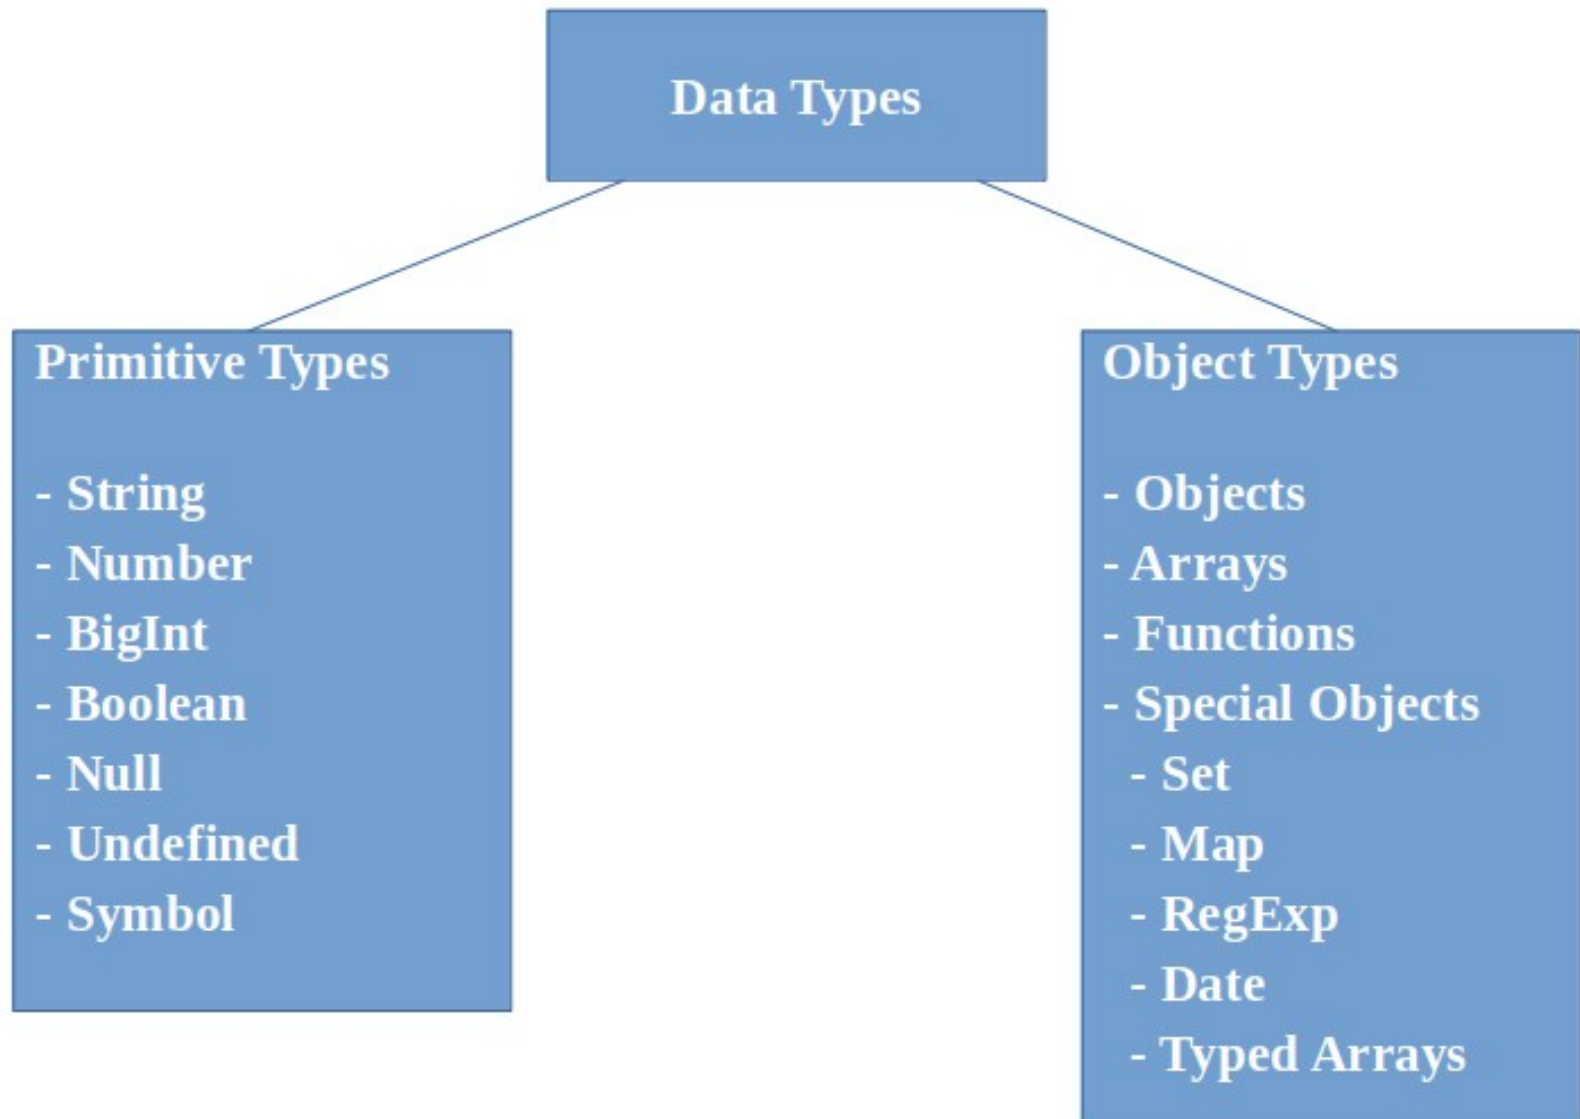 Data Types
Primitive Types
- String
- Number
- BigInt
- Boolean
- Null
- Undefined
- Symbol
Object Types
- Objects
- Arrays
- Functions
- Special Objects
- Set
- Map
- RegExp
- Date
- Typed Arrays